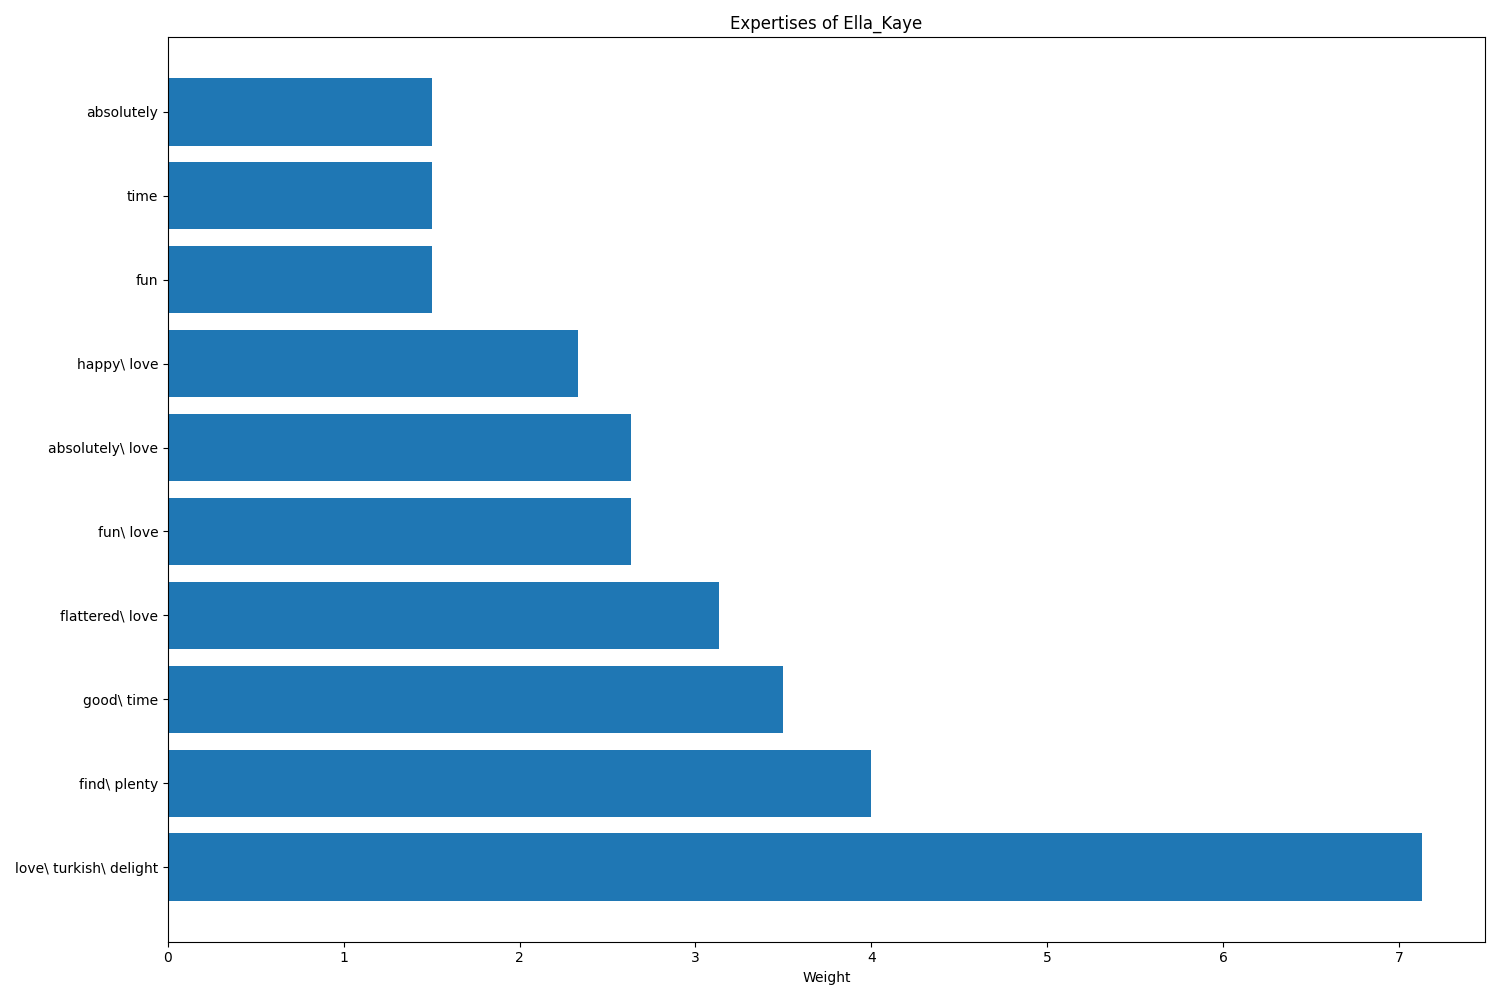 Expertises of Ella_Kaye
absolutely
time
fun
happy\ love
absolutely\ love
fun\ love
flattered\ love
good\ time
find\ plenty
love\ turkish\ delight
0 1 2 3 4 5 6 7
Weight